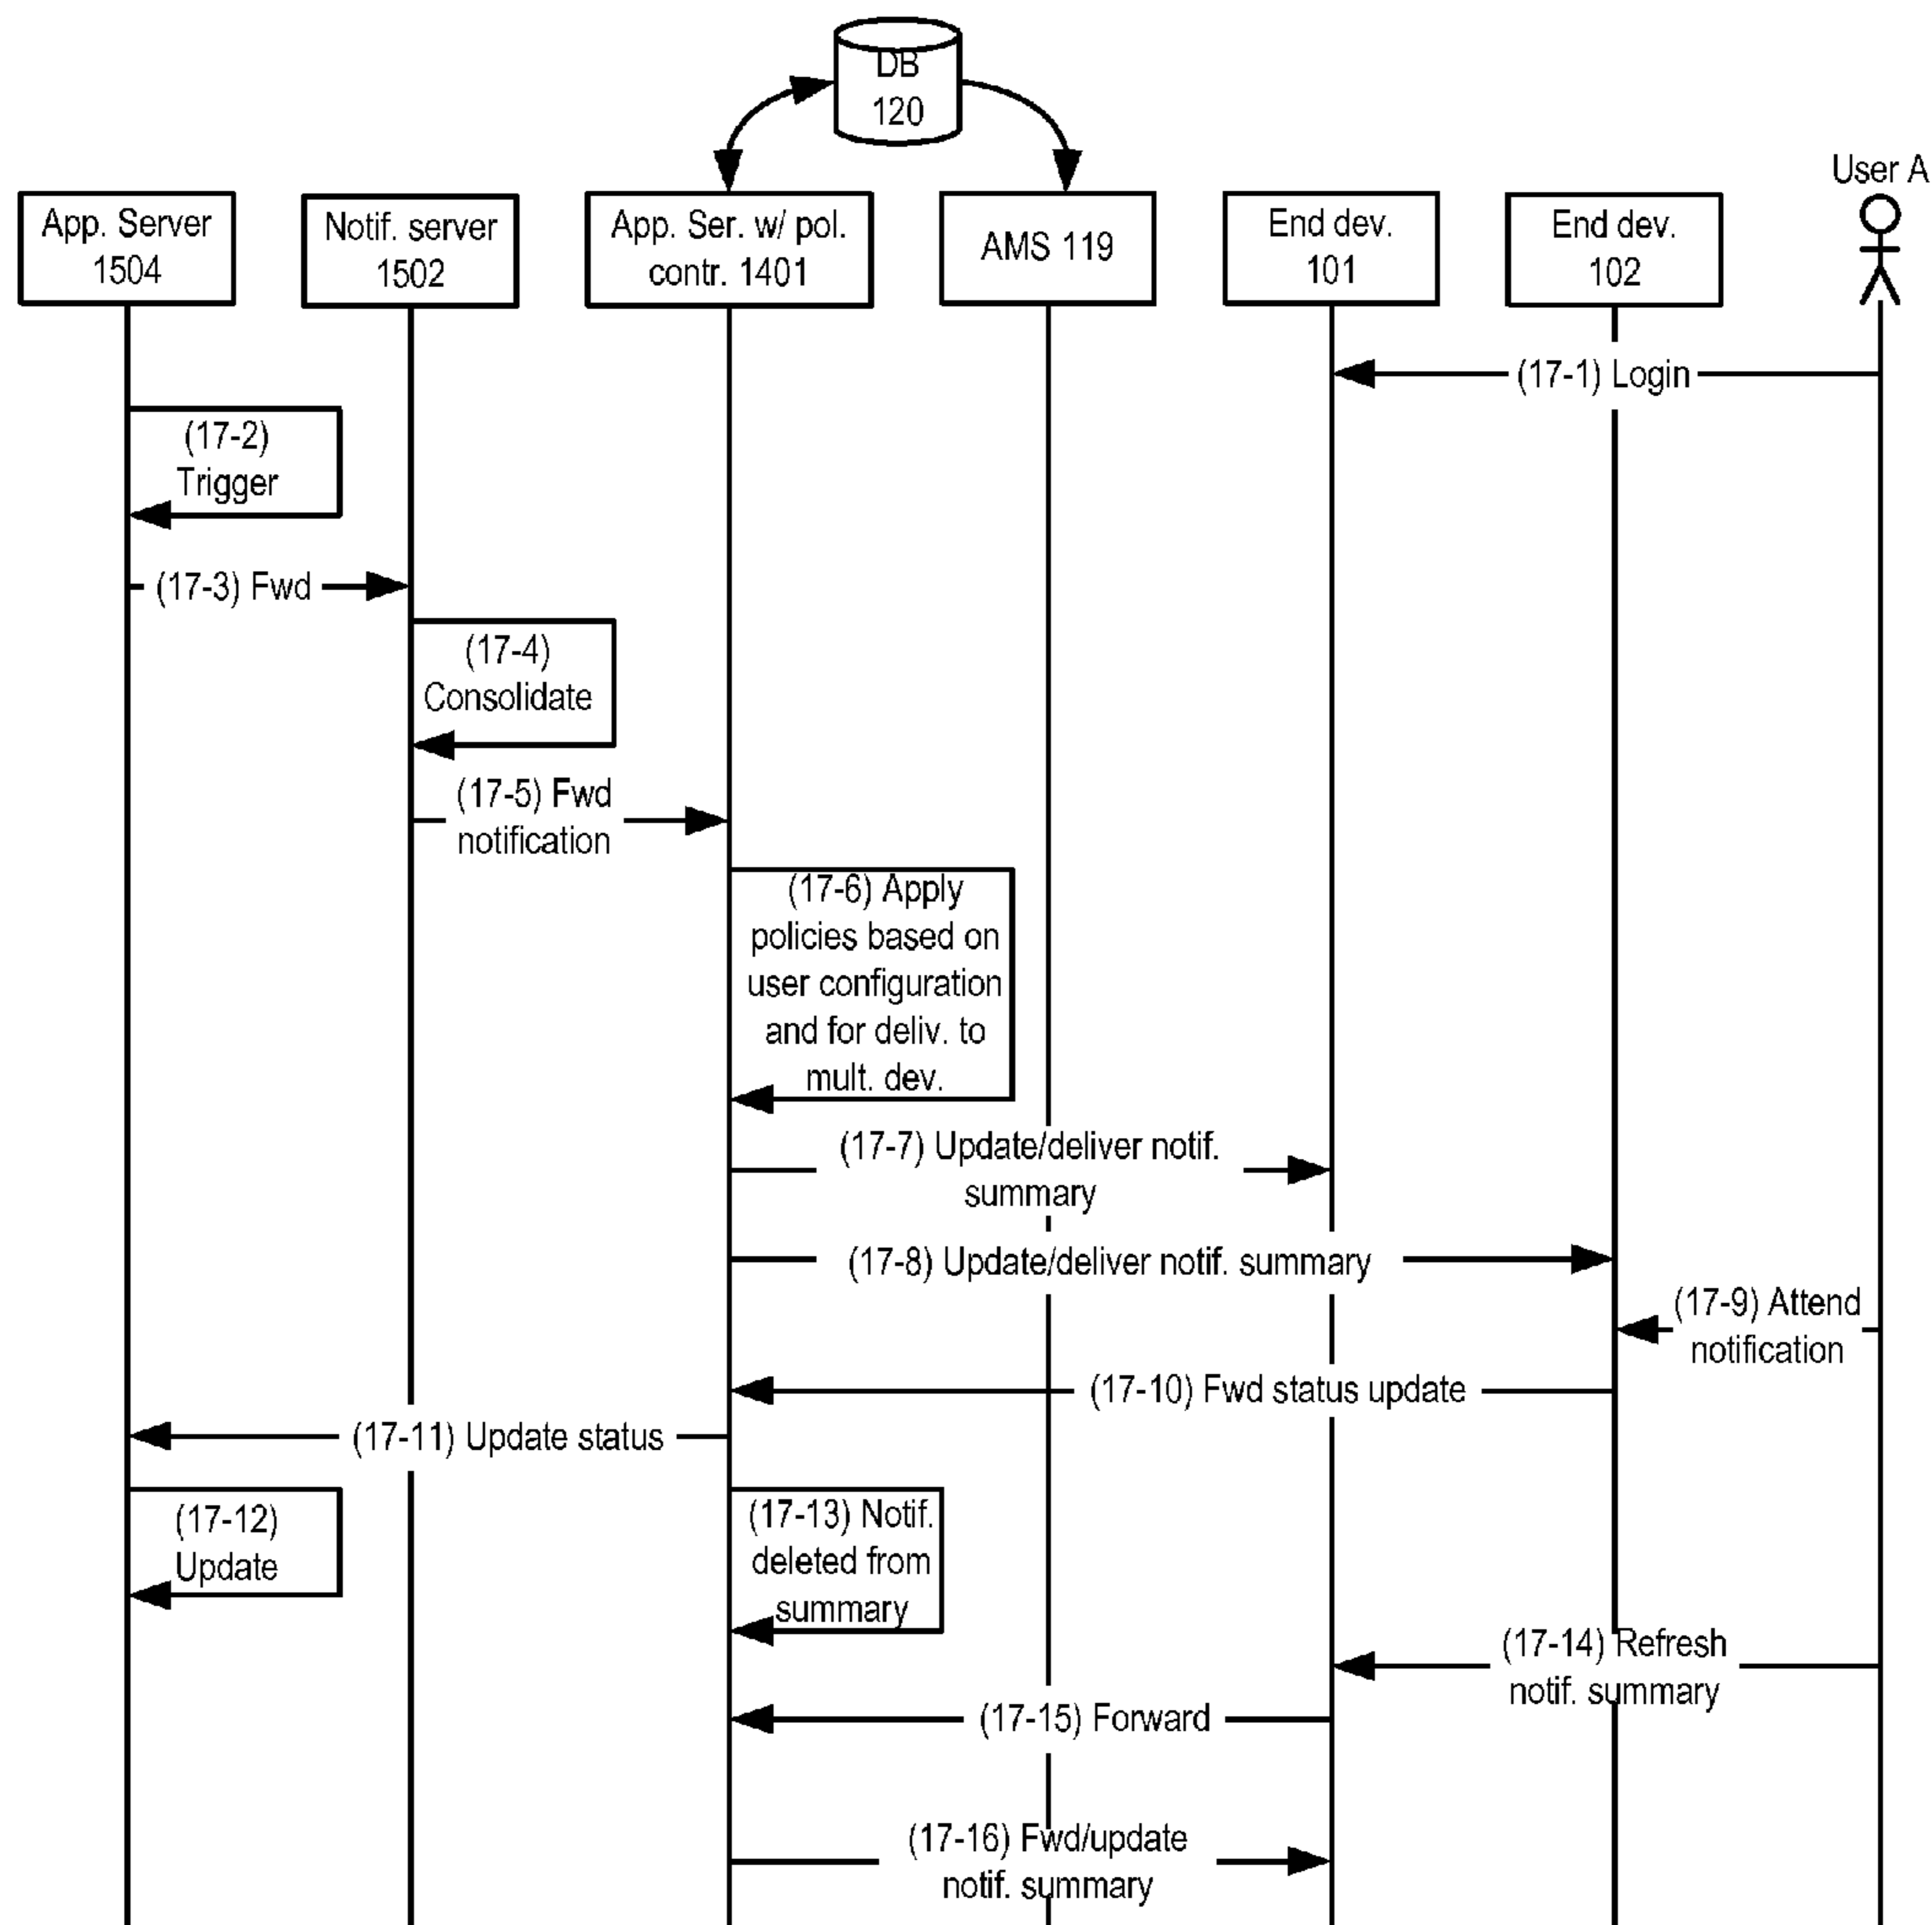 DB
120
User A
App. Server
1504
Notif. server
1502
App. Ser. w/ pol.
contr. 1401
AMS 119
End dev.
101
End dev.
102
(17-1) Login
(17-2)
Trigger
(17-3) Fwd
(17-4)
Consolidate
(17-5) Fwd
notification
(17-6) Apply
policies based on
user configuration
and for deliv. to
mult. dev.
(17-7) Update/deliver notif.
summary
(17-8) Update/deliver notif. summary
(17-9) Attend
notification
(17-10) Fwd status update
(17-11) Update status
(17-12)
Update
(17-13) Notif.
deleted from
summary
(17-14) Refresh
notif. summary
(17-15) Forward
(17-16) Fwd/update
notif. summary